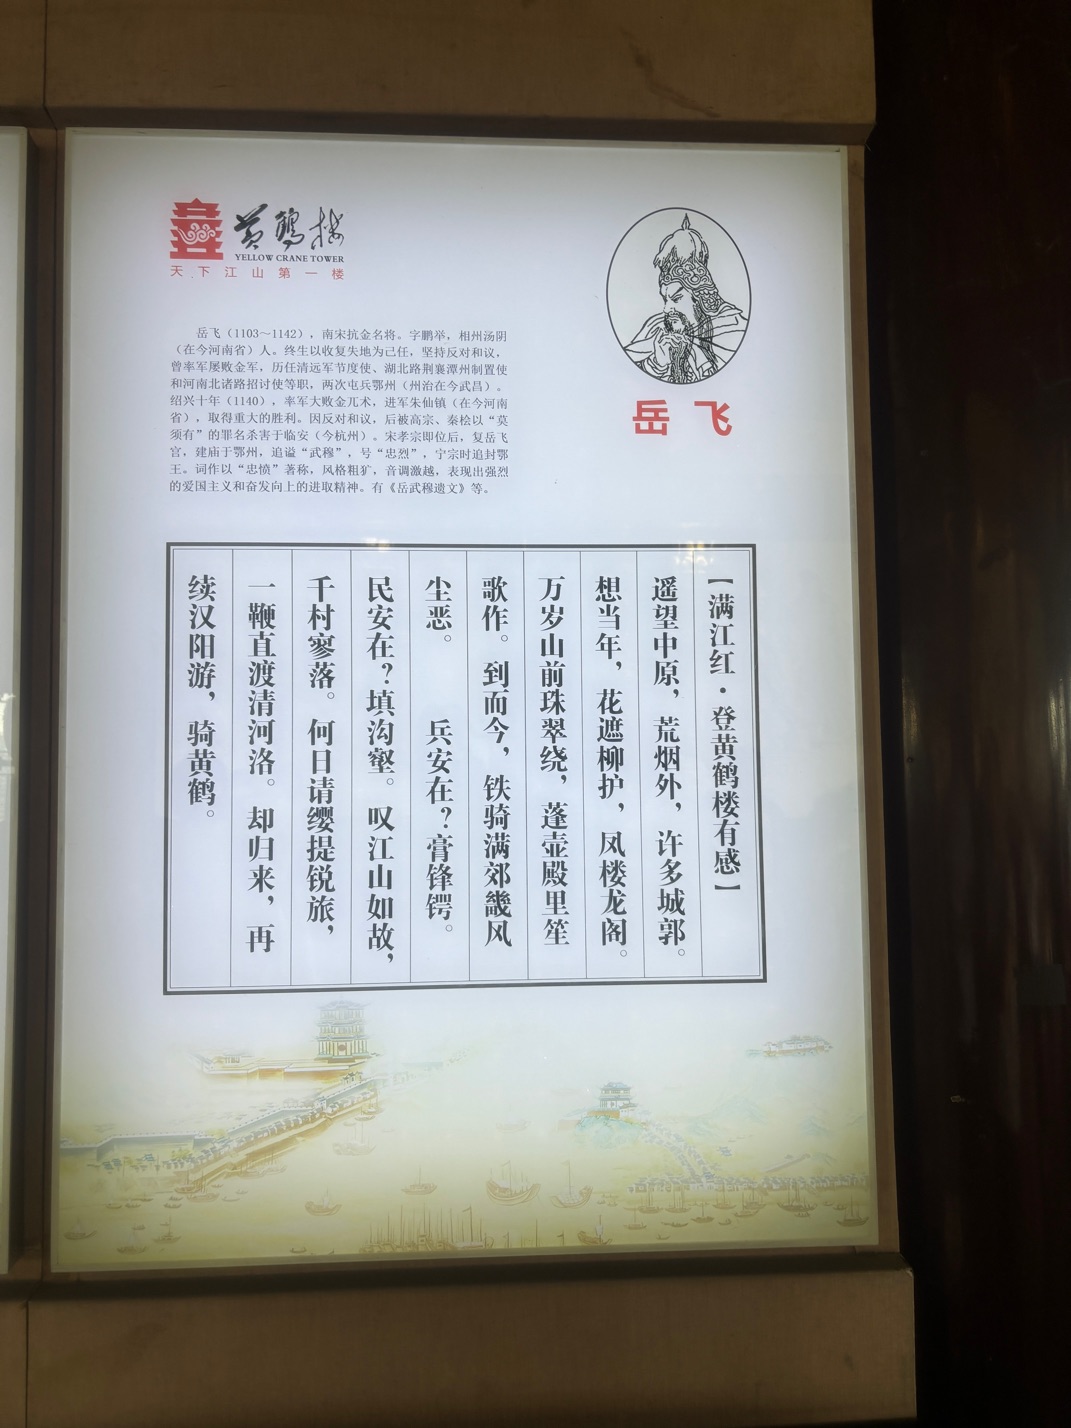 黄鹤楼
YELLOW CRANE TOWER
天下江山第一楼
岳飞
岳飞（1103～1142），南宋抗金名将。字鹏举，相州汤阴
（在今河南省）人。终生以收复失地为己任，坚持反对和议，
曾率军屡败金军，历任清远军节度使、湖北路荆襄潭州制置使
和河南北诸路招讨使等职，两次屯兵鄂州（州治在今武昌）。
绍兴十年（1140），率军大败金兀术，进军朱仙镇（在今河南
省），取得重大的胜利。因反对和议，后被高宗、秦桧以“莫
须有”的罪名杀害于临安（今杭州）。宋孝宗即位后，复岳飞
官，建庙于鄂州，追谥“武穆”，号“忠烈”，宁宗时追封鄂
王。词作以“忠愤”著称，风格粗犷，音调激越，表现出强烈
的爱国主义和奋发向上的进取精神。有《岳武穆遗文》等。
【满江红·登黄鹤楼有感】
遥望中原，荒烟外，许多城郭。
想当年，花遮柳护，凤楼龙阁。
万岁山前珠翠绕，蓬壶殿里笙
歌作。到而今，铁骑满郊畿风
尘恶。 兵安在？膏锋锷。
民安在？填沟壑。叹江山如故，
千村寥落。何日请缨提锐旅，
一鞭直渡清河洛。却归来，再
续汉阳游，骑黄鹤。